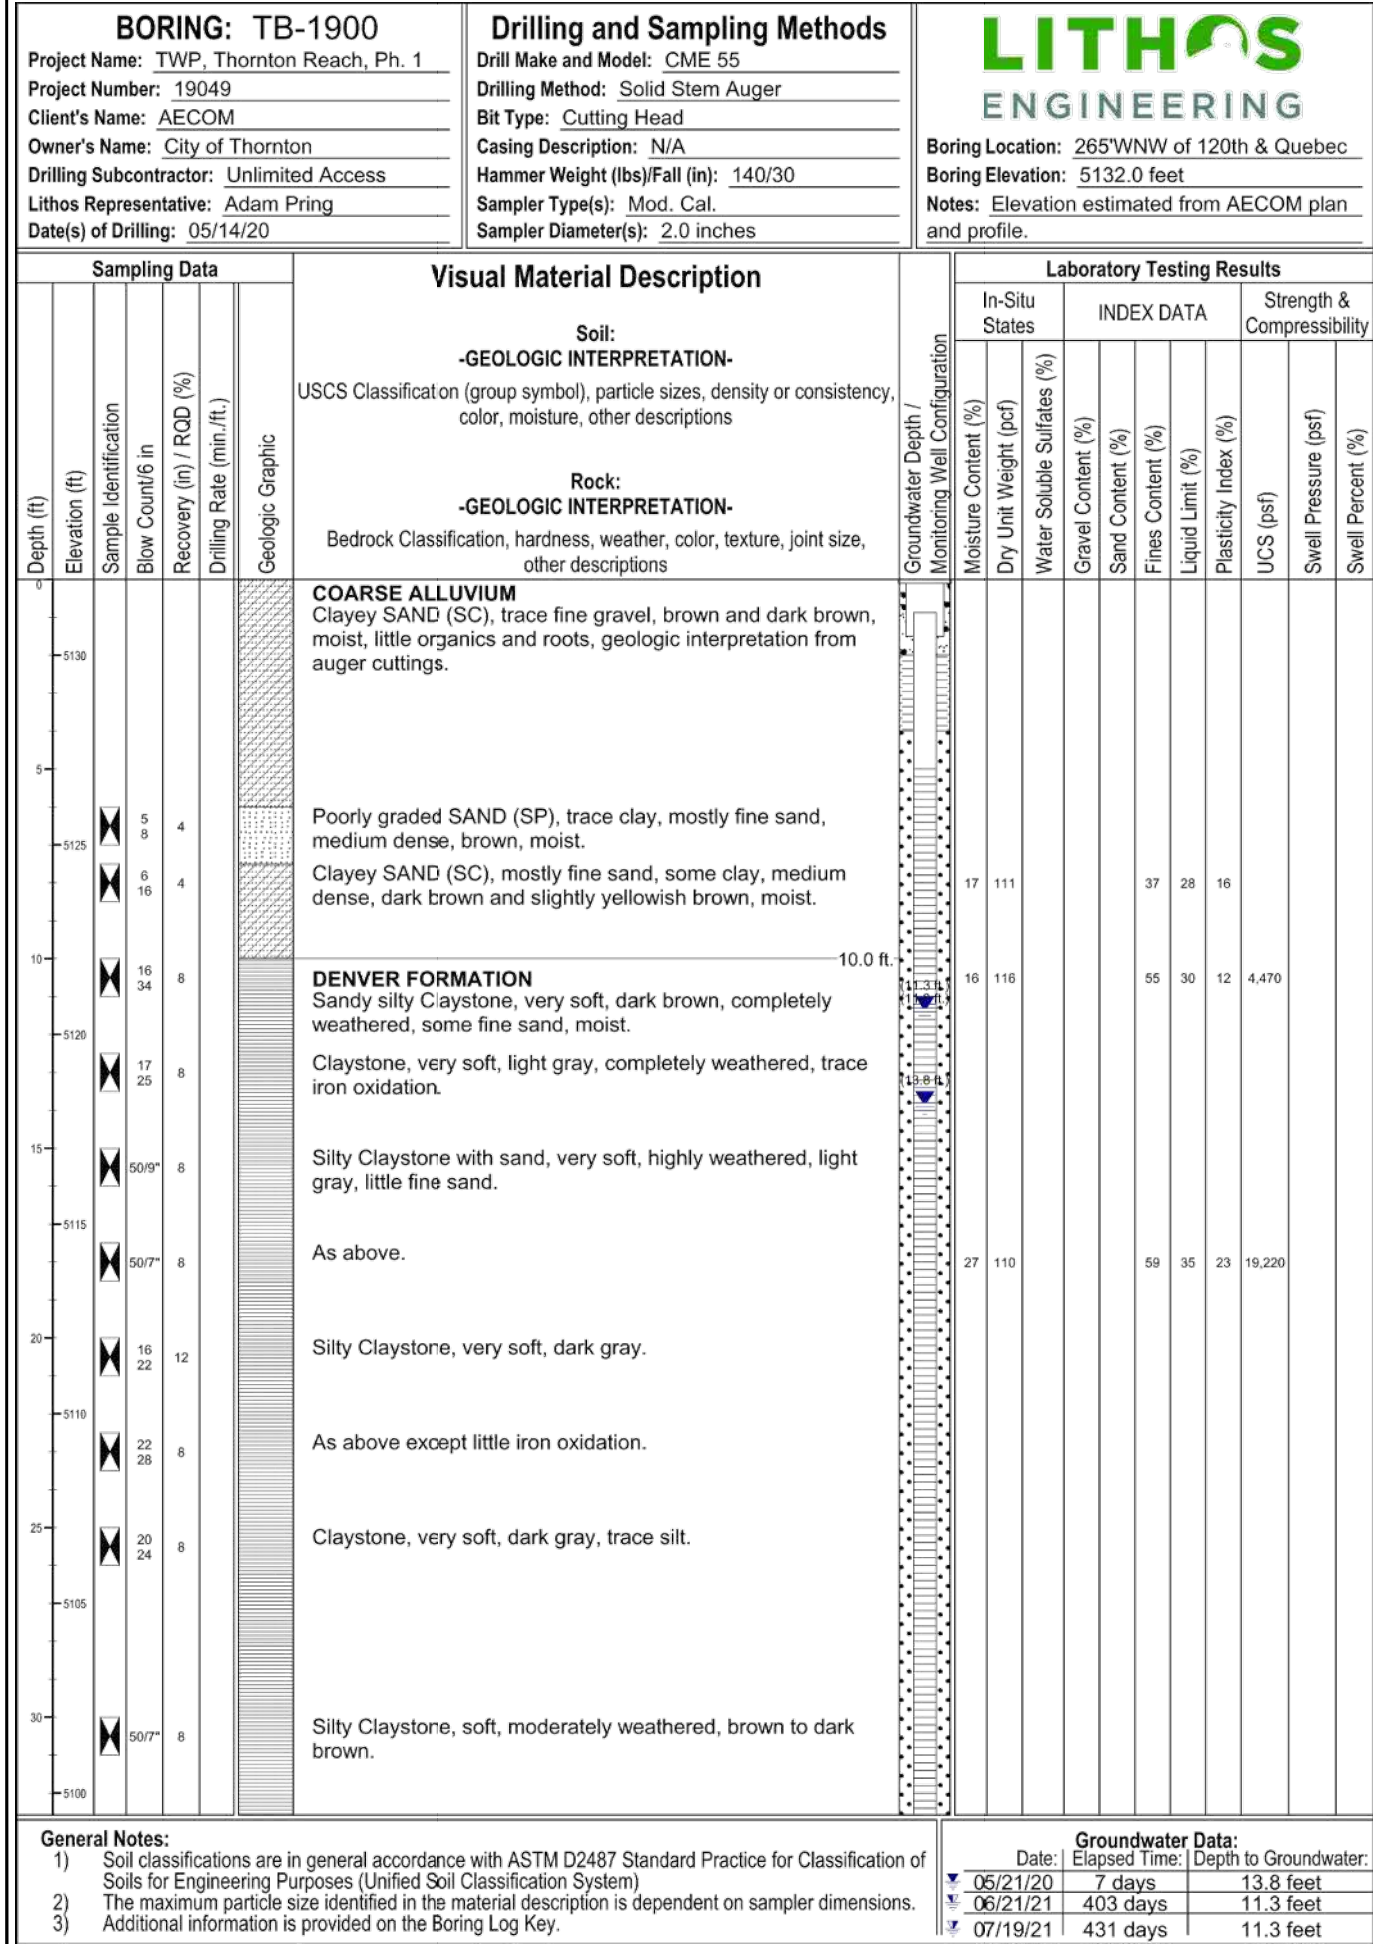 BORING: TB-1900
Project Name: TWP, Thornton Reach, Ph. 1
Project Number: 19049
Client's Name: AECOM
Owner's Name: City of Thornton
Drilling Subcontractor: Unlimited Access
Lithos Representative: Adam Pring
Date(s) of Drilling: 05/14/20
Drilling and Sampling Methods
Drill Make and Model: CME 55
Drilling Method: Solid Stem Auger
Bit Type: Cutting Head
Casing Description: N/A
Hammer Weight (lbs)/Fall (in): 140/30
Sampler Type(s): Mod. Cal.
Sampler Diameter(s): 2.0 inches
LITHOS
ENGINEERING
Boring Location: 265'WNW of 120th & Quebec
Boring Elevation: 5132.0 feet
Notes: Elevation estimated from AECOM plan
and profile.
Sampling Data
Depth (ft)
Elevation (ft)
Sample Identification
Blow Count/6 in
Recovery (in) / RQD (%)
Drilling Rate (min./ft.)
Geologic Graphic
Visual Material Description
Soil:
-GEOLOGIC INTERPRETATION-
USCS Classification (group symbol), particle sizes, density or consistency,
color, moisture, other descriptions
Rock:
-GEOLOGIC INTERPRETATION-
Bedrock Classification, hardness, weather, color, texture, joint size,
other descriptions
Groundwater Depth /
Monitoring Well Configuration
Laboratory Testing Results
In-Situ
States
INDEX DATA
Strength &
Compressibility
Moisture Content (%)
Dry Unit Weight (pcf)
Water Soluble Sulfates (%)
Gravel Content (%)
Sand Content (%)
Fines Content (%)
Liquid Limit (%)
Plasticity Index (%)
UCS (psf)
Swell Pressure (psf)
Swell Percent (%)
0
COARSE ALLUVIUM
Clayey SAND (SC), trace fine gravel, brown and dark brown,
moist, little organics and roots, geologic interpretation from
auger cuttings.
5130
5
5
8
4
Poorly graded SAND (SP), trace clay, mostly fine sand,
medium dense, brown, moist.
5125
6
16
4
Clayey SAND (SC), mostly fine sand, some clay, medium
dense, dark brown and slightly yellowish brown, moist.
17 111 37 28 16
10
10.0 ft.
16
34
8
DENVER FORMATION
Sandy silty Claystone, very soft, dark brown, completely
weathered, some fine sand, moist.
(11.3 ft.)
16 116 55 30 12 4,470
5120
17
25
8
Claystone, very soft, light gray, completely weathered, trace
iron oxidation.
(13.8 ft.)
15
50/9" 8
Silty Claystone with sand, very soft, highly weathered, light
gray, little fine sand.
5115
50/7" 8
As above.
27 110 59 35 23 19,220
20
16
22
12
Silty Claystone, very soft, dark gray.
5110
22
28
8
As above except little iron oxidation.
25
20
24
8
Claystone, very soft, dark gray, trace silt.
5105
30
50/7" 8
Silty Claystone, soft, moderately weathered, brown to dark
brown.
5100
General Notes:
1) Soil classifications are in general accordance with ASTM D2487 Standard Practice for Classification of
Soils for Engineering Purposes (Unified Soil Classification System)
2) The maximum particle size identified in the material description is dependent on sampler dimensions.
3) Additional information is provided on the Boring Log Key.
Groundwater Data:
Date: Elapsed Time: Depth to Groundwater:
05/21/20 7 days 13.8 feet
06/21/21 403 days 11.3 feet
07/19/21 431 days 11.3 feet